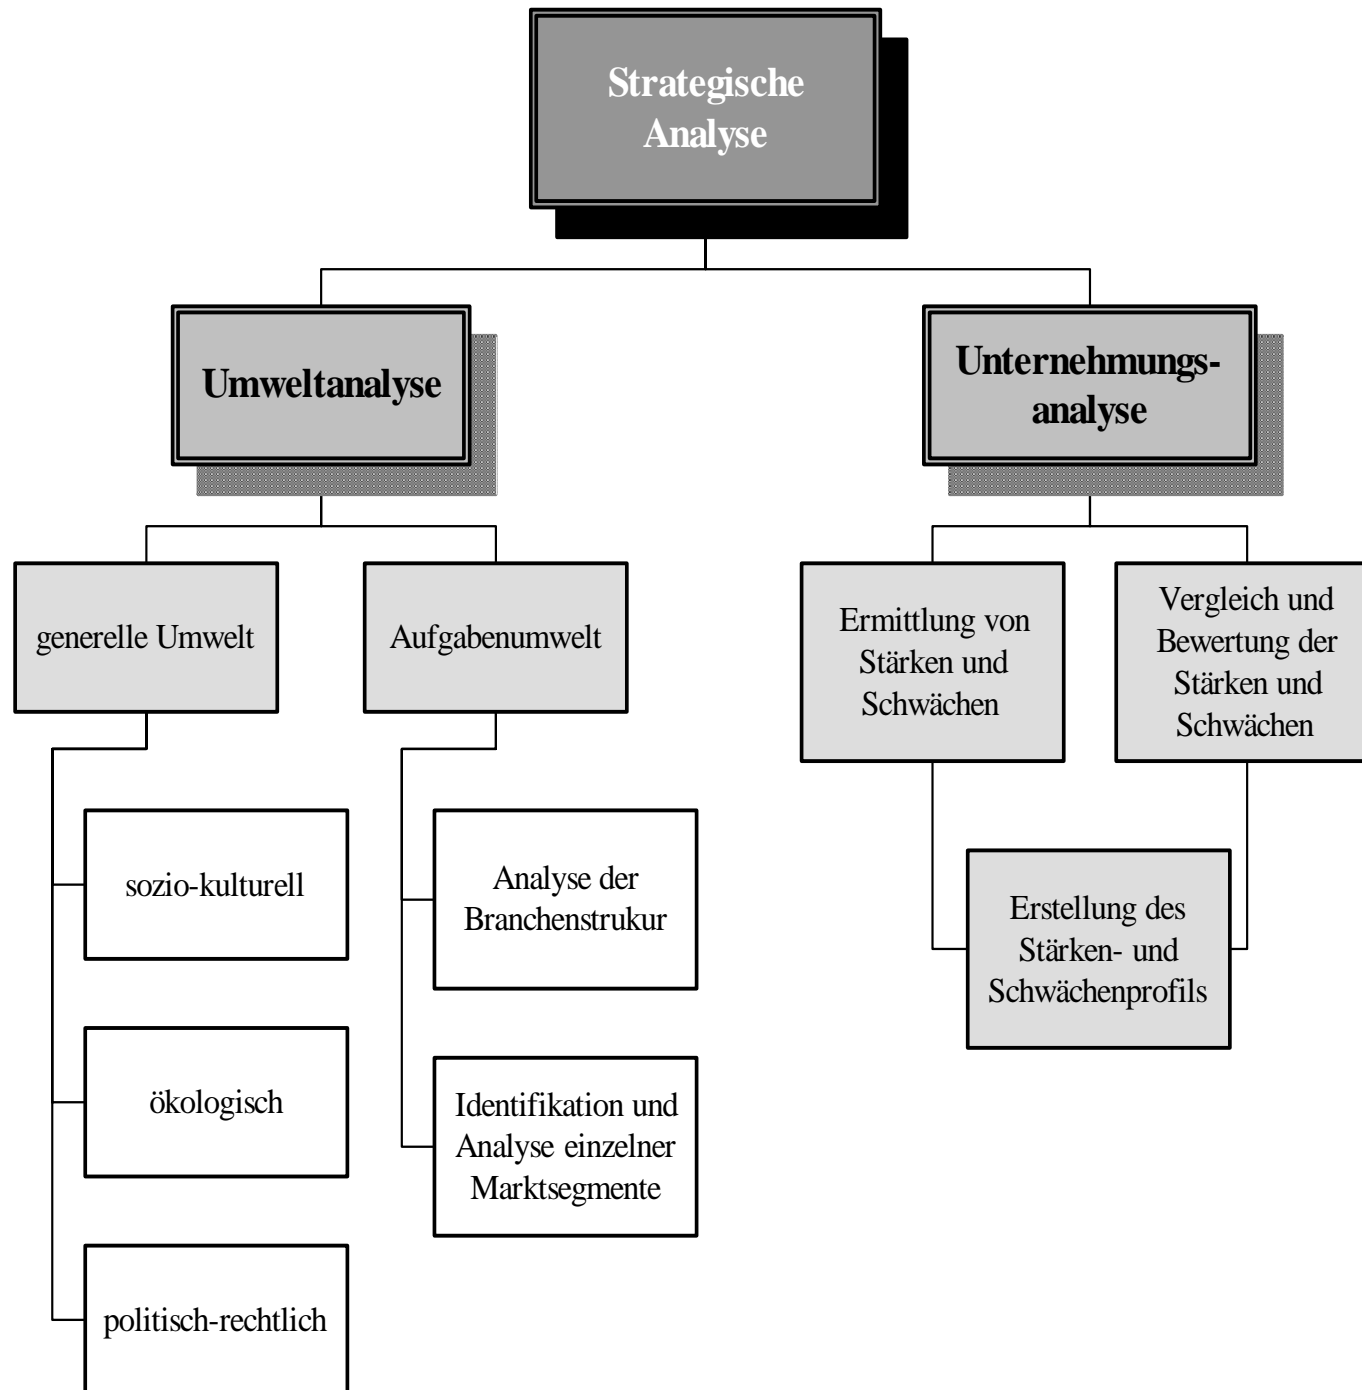 Strategische
Analyse
Umweltanalyse
Unternehmungs-
analyse
generelle Umwelt
Aufgabenumwelt
Ermittlung von
Stärken und
Schwächen
Vergleich und
Bewertung der
Stärken und
Schwächen
sozio-kulturell
ökologisch
politisch-rechtlich
Analyse der
Branchenstrukur
Identifikation und
Analyse einzelner
Marktsegmente
Erstellung des
Stärken- und
Schwächenprofils